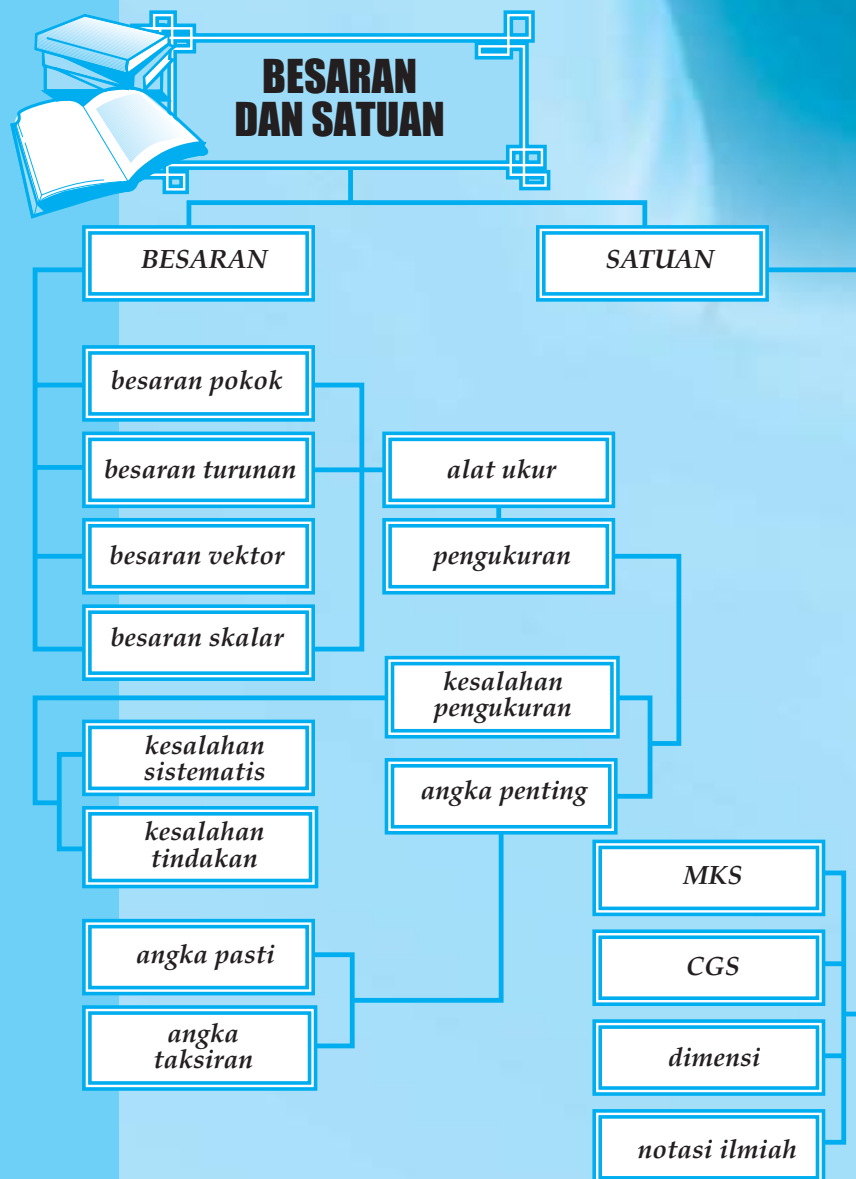 BESARAN
DAN SATUAN
BESARAN
SATUAN
besaran pokok
besaran turunan
alat ukur
besaran vektor
pengukuran
besaran skalar
kesalahan
pengukuran
kesalahan
sistematis
angka penting
kesalahan
tindakan
MKS
angka pasti
CGS
angka
taksiran
dimensi
notasi ilmiah